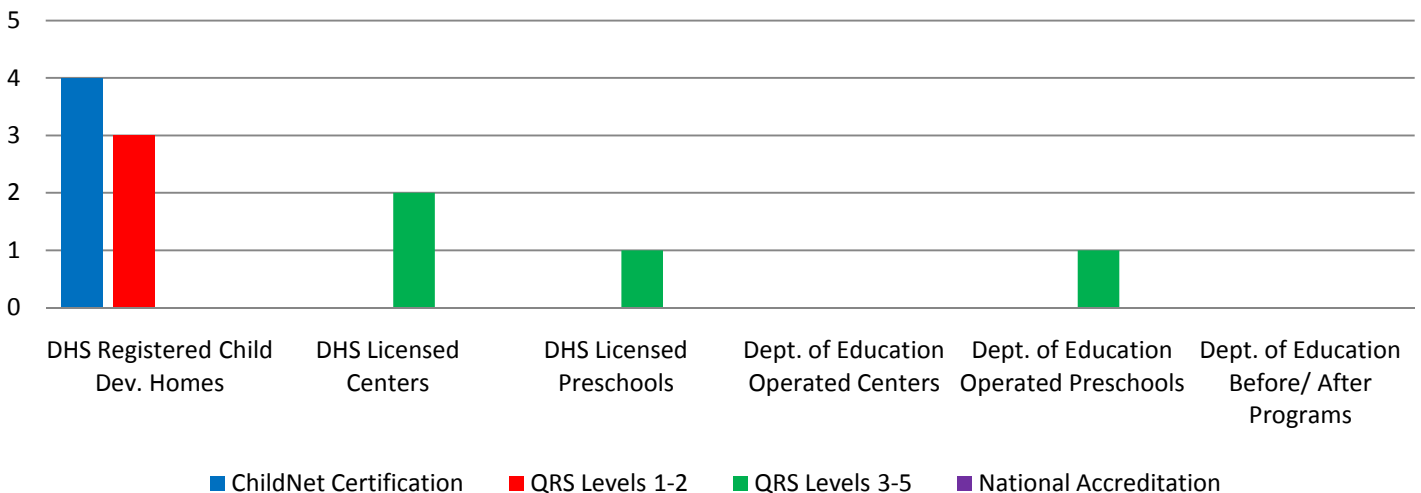 5
4
3
2
1
0
DHS Registered Child
Dev. Homes
DHS Licensed
Centers
DHS Licensed
Preschools
Dept. of Education
Operated Centers
Dept. of Education
Operated Preschools
Dept. of Education
Before/ After
Programs
ChildNet Certification
QRS Levels 1-2
QRS Levels 3-5
National Accreditation